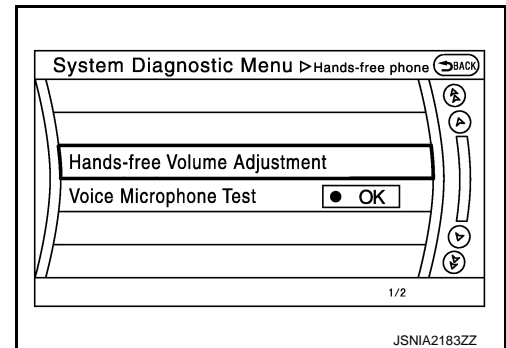 System Diagnostic Menu ▷Hands-free phone BACK
Hands-free Volume Adjustment
Voice Microphone Test ● OK
1/2
JSNIA2183ZZ